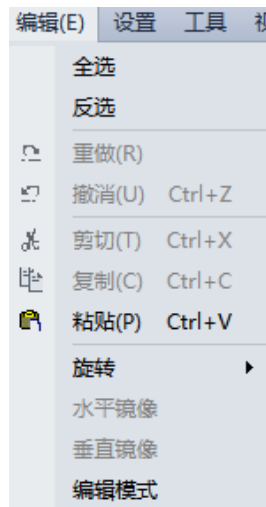 编辑(E) 设置 工具
全选
反选
重做(R)
撤消(U) Ctrl+Z
剪切(T) Ctrl+X
复制(C) Ctrl+C
粘贴(P) Ctrl+V
旋转
水平镜像
垂直镜像
编辑模式